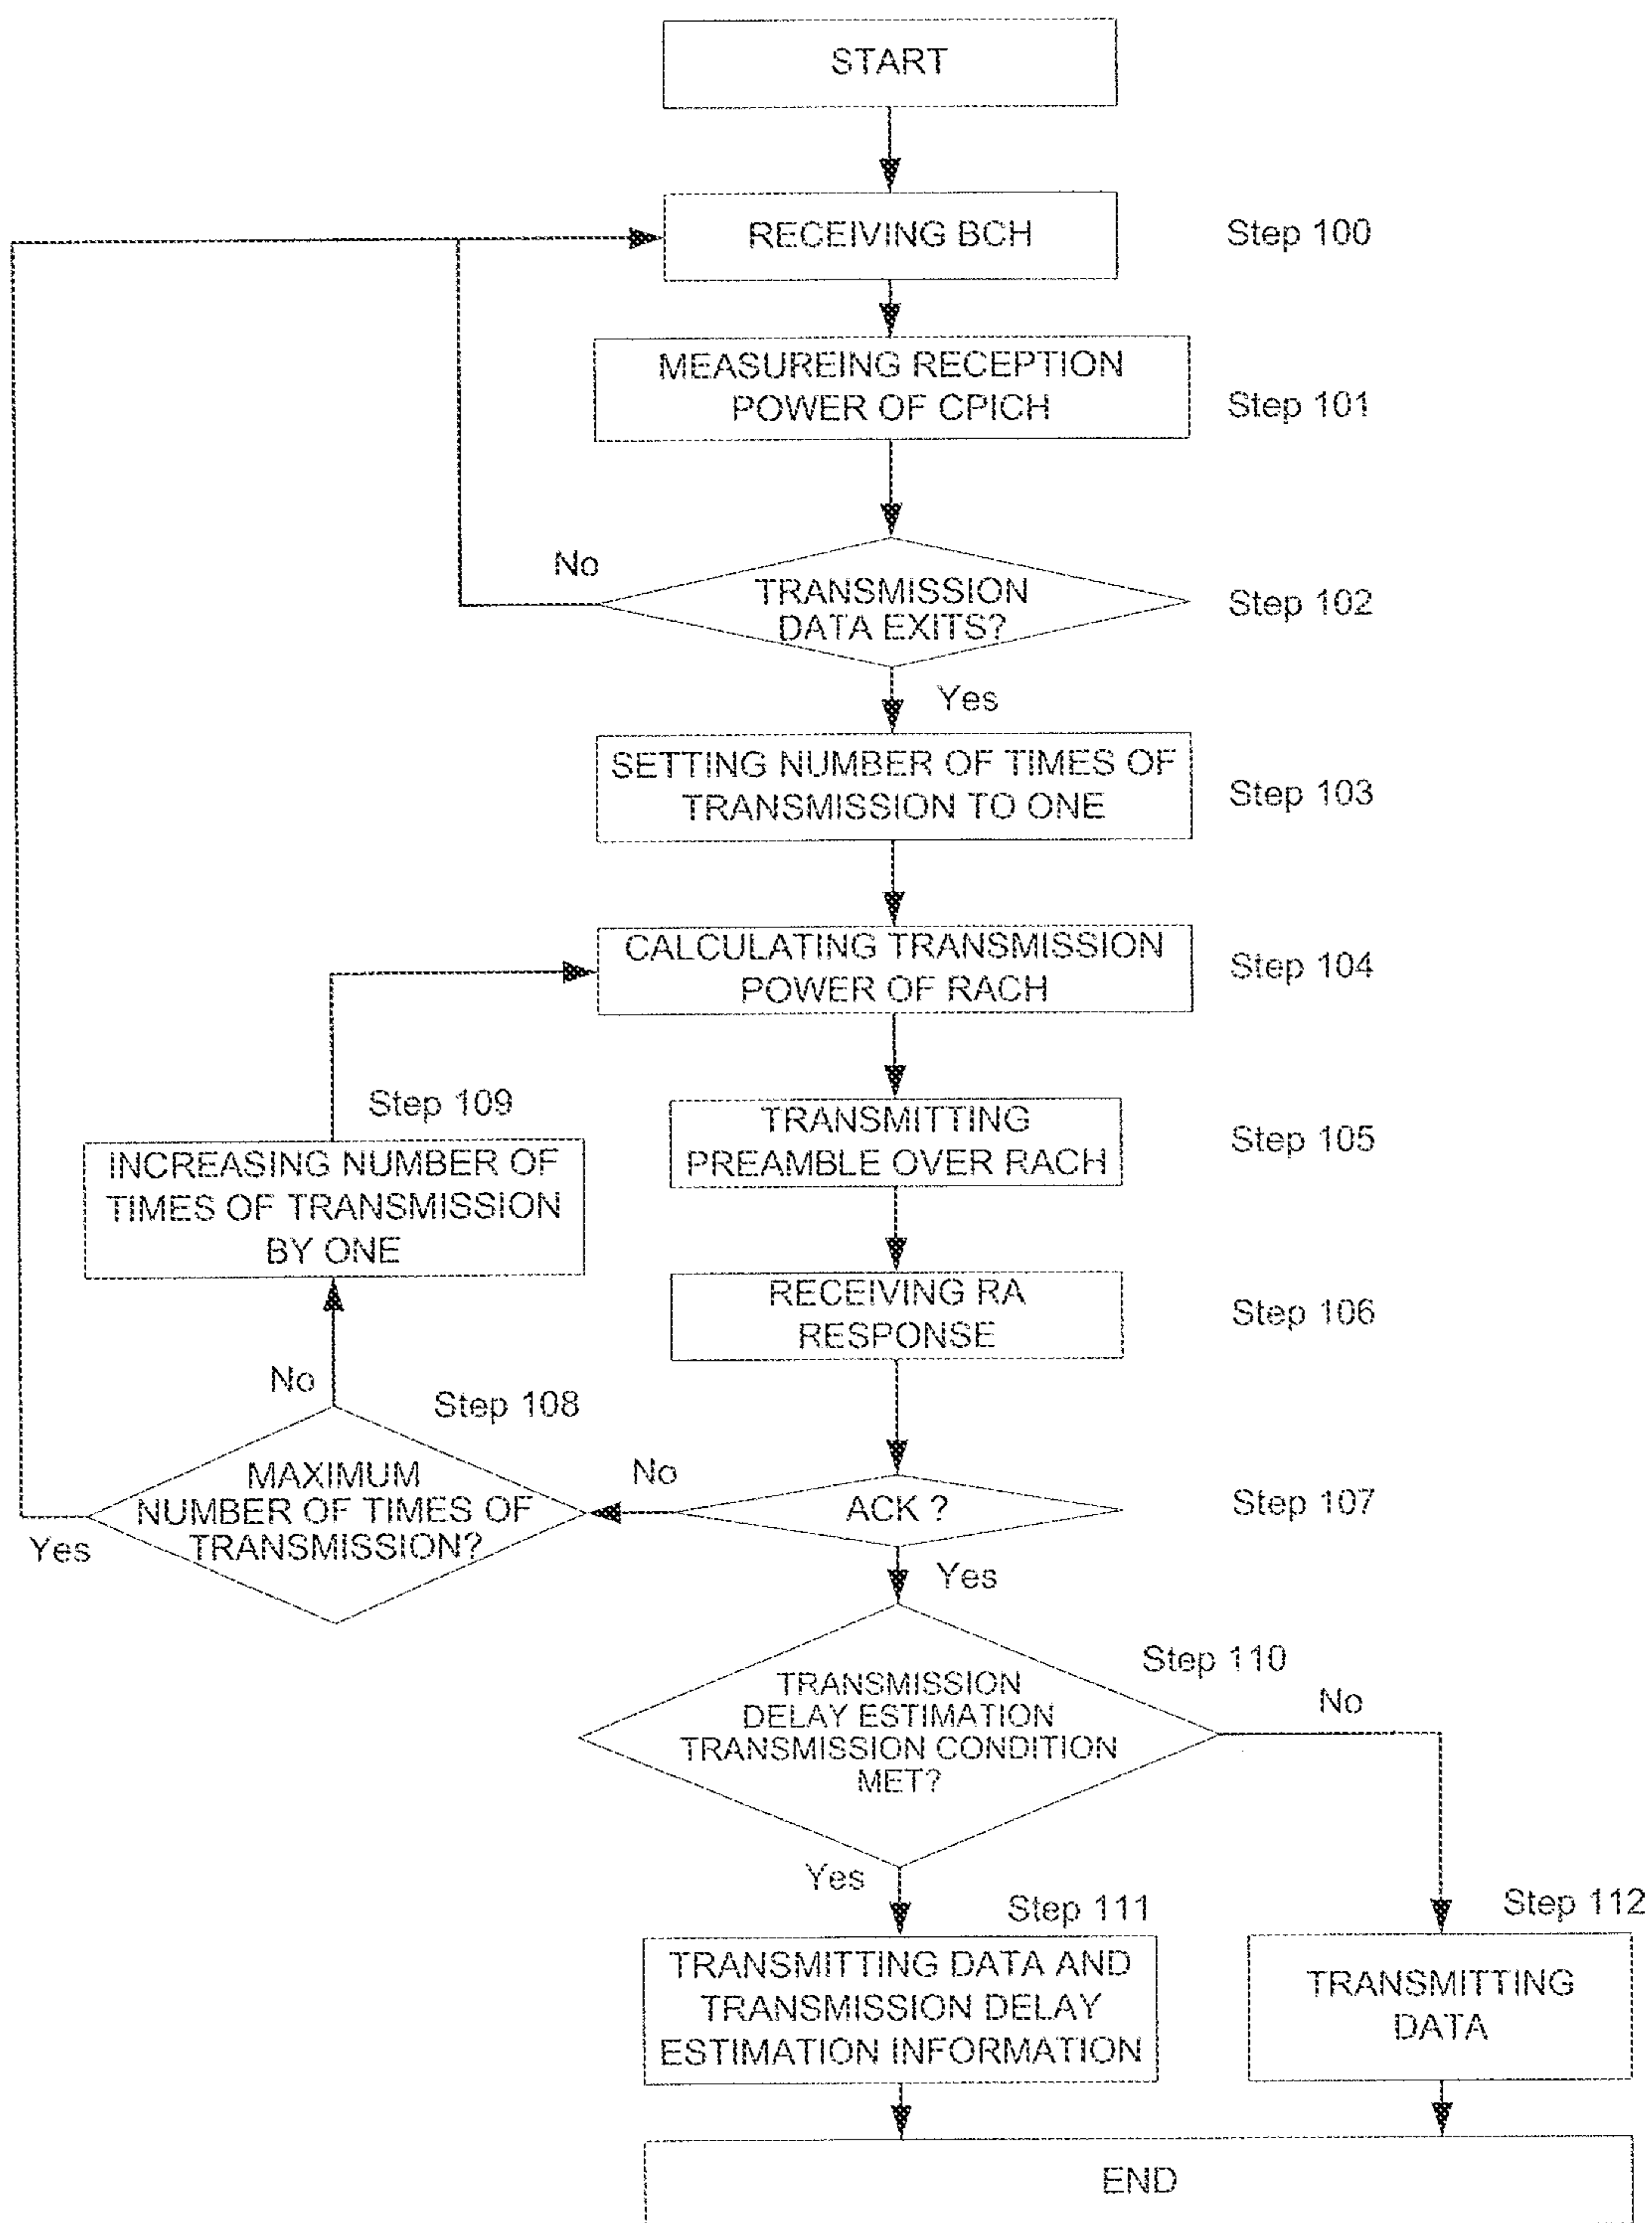 START
RECEIVING BCH
Step 100
MEASUREING RECEPTION
POWER OF CPICH
Step 101
No
TRANSMISSION
DATA EXITS?
Step 102
Yes
SETTING NUMBER OF TIMES OF
TRANSMISSION TO ONE
Step 103
CALCULATING TRANSMISSION
POWER OF RACH
Step 104
Step 109
INCREASING NUMBER OF
TIMES OF TRANSMISSION
BY ONE
TRANSMITTING
PREAMBLE OVER RACH
Step 105
RECEIVING RA
RESPONSE
Step 106
No
Step 108
MAXIMUM
NUMBER OF TIMES OF
TRANSMISSION?
Yes
No
ACK ?
Step 107
Yes
TRANSMISSION
DELAY ESTIMATION
TRANSMISSION CONDITION
MET?
Step 110
No
Yes
Step 111
TRANSMITTING DATA AND
TRANSMISSION DELAY
ESTIMATION INFORMATION
Step 112
TRANSMITTING
DATA
END